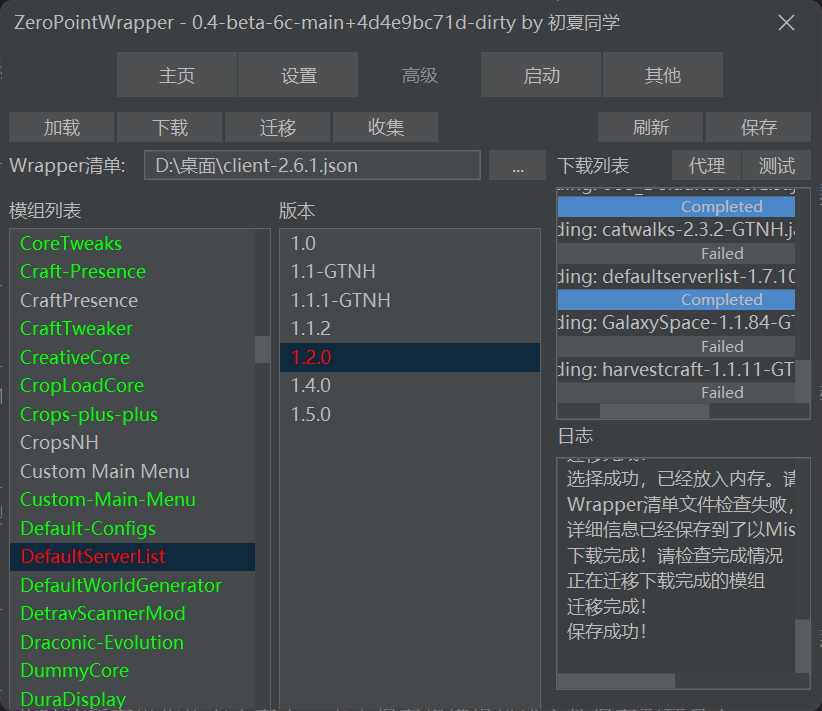 ZeroPointWrapper - 0.4-beta-6c-main+4d4e9bc71d-dirty by 初夏同学
主页
设置
高级
启动
其他
加载
下载
迁移
收集
刷新
保存
Wrapper清单:
D:\桌面\client-2.6.1.json
...
下载列表
代理
测试
模组列表
CoreTweaks
Craft-Presence
CraftPresence
CraftTweaker
CreativeCore
CropLoadCore
Crops-plus-plus
CropsNH
Custom Main Menu
Custom-Main-Menu
Default-Configs
DefaultServerList
DefaultWorldGenerator
DetravScannerMod
Draconic-Evolution
DummyCore
DuraDisplay
版本
1.0
1.1-GTNH
1.1.1-GTNH
1.1.2
1.2.0
1.4.0
1.5.0
Completed
ding: catwalks-2.3.2-GTNH.ja
Failed
ding: defaultserverlist-1.7.10
Completed
ding: GalaxySpace-1.1.84-GT
Failed
ding: harvestcraft-1.1.11-GT
Failed
日志
选择成功，已经放入内存。请
Wrapper清单文件检查失败，
详细信息已经保存到了以Mis
下载完成！请检查完成情况
正在迁移下载完成的模组
迁移完成！
保存成功！